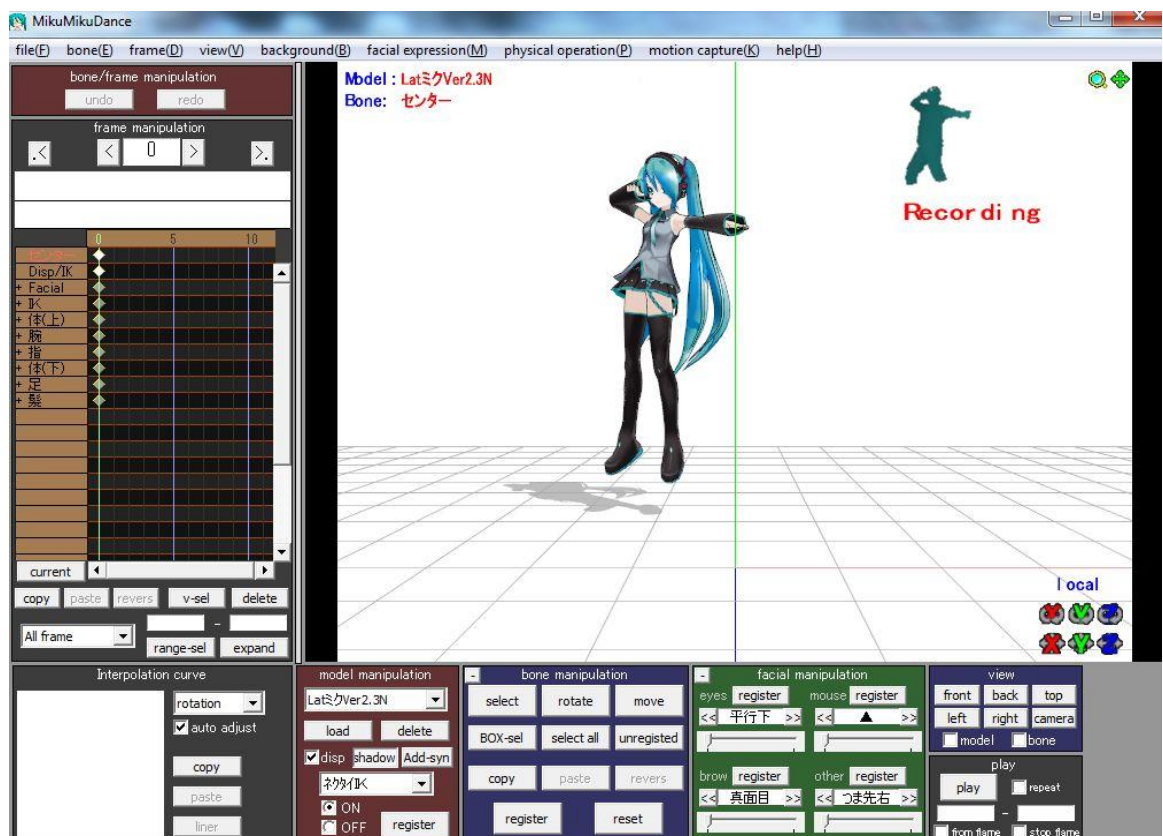 MikuMikuDance
file(F) bone(E) frame(D) view(V) background(B) facial expression(M) physical operation(P) motion capture(K) help(H)
bone/frame manipulation
undo redo
frame manipulation
.< < 0 > >.
0 5 10
センター
Disp/IK
+ Facial
+ IK
+ 体(上)
+ 腕
+ 指
+ 体(下)
+ 足
+ 髪
current
copy paste revers v-sel delete
All frame -
range-sel expand
Model : LatミクVer2.3N
Bone: センター
Recording
local
X Y Z
X Y Z
Interpolation curve
rotation
auto adjust
copy
paste
liner
model manipulation
LatミクVer2.3N
load delete
disp shadow Add-syn
ネクタイIK
ON
OFF register
- bone manipulation
select rotate move
BOX-sel select all unregisted
copy paste revers
register reset
- facial manipulation
eyes register mouse register
<< 平行下 >> << ▲ >>
brow register other register
<< 真面目 >> << つま先右 >>
view
front back top
left right camera
model bone
play
play repeat
-
from flame stop flame